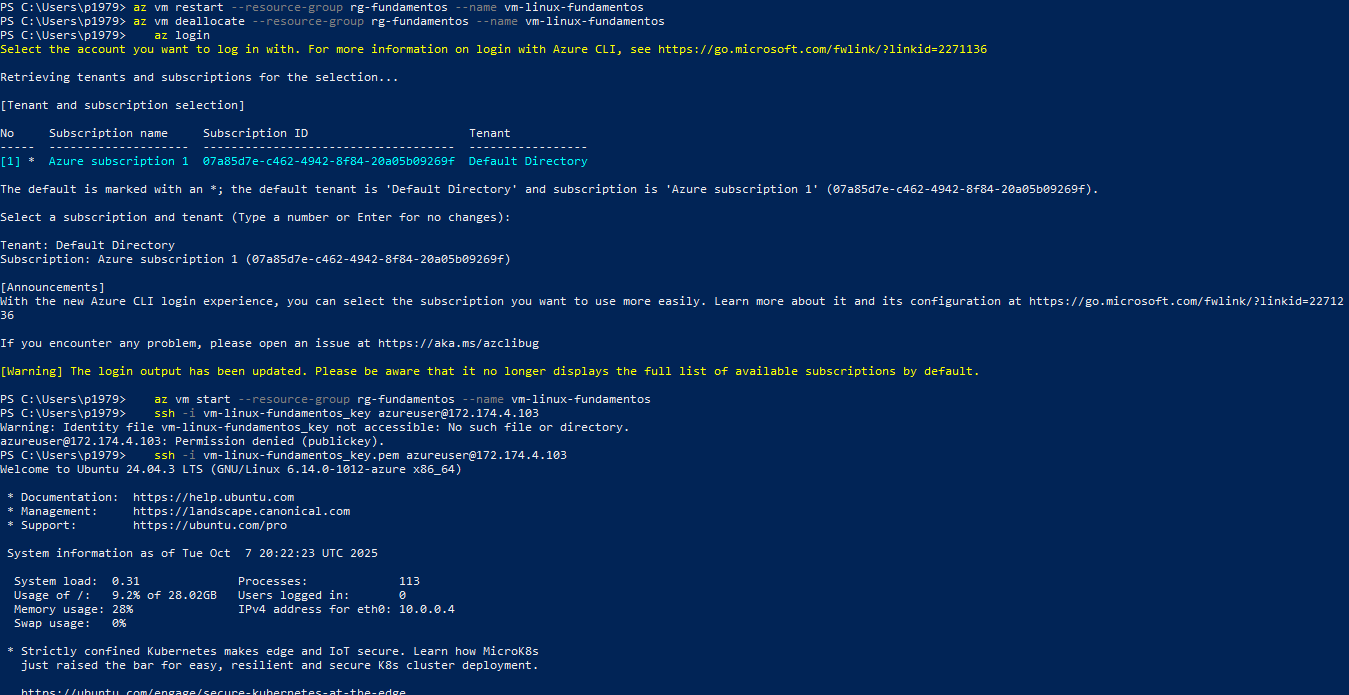 PS C:\Users\p1979> az vm restart --resource-group rg-fundamentos --name vm-linux-fundamentos
PS C:\Users\p1979> az vm deallocate --resource-group rg-fundamentos --name vm-linux-fundamentos
PS C:\Users\p1979>    az login
Select the account you want to log in with. For more information on login with Azure CLI, see https://go.microsoft.com/fwlink/?linkid=2271136
Retrieving tenants and subscriptions for the selection...
[Tenant and subscription selection]
No     Subscription name     Subscription ID                       Tenant
-----  --------------------  ------------------------------------  -----------------
[1] *  Azure subscription 1  07a85d7e-c462-4942-8f84-20a05b09269f  Default Directory
The default is marked with an *; the default tenant is 'Default Directory' and subscription is 'Azure subscription 1' (07a85d7e-c462-4942-8f84-20a05b09269f).
Select a subscription and tenant (Type a number or Enter for no changes):
Tenant: Default Directory
Subscription: Azure subscription 1 (07a85d7e-c462-4942-8f84-20a05b09269f)
[Announcements]
With the new Azure CLI login experience, you can select the subscription you want to use more easily. Learn more about it and its configuration at https://go.microsoft.com/fwlink/?linkid=22712
36
If you encounter any problem, please open an issue at https://aka.ms/azclibug
[Warning] The login output has been updated. Please be aware that it no longer displays the full list of available subscriptions by default.
PS C:\Users\p1979>    az vm start --resource-group rg-fundamentos --name vm-linux-fundamentos
PS C:\Users\p1979>    ssh -i vm-linux-fundamentos_key azureuser@172.174.4.103
Warning: Identity file vm-linux-fundamentos_key not accessible: No such file or directory.
azureuser@172.174.4.103: Permission denied (publickey).
PS C:\Users\p1979>    ssh -i vm-linux-fundamentos_key.pem azureuser@172.174.4.103
Welcome to Ubuntu 24.04.3 LTS (GNU/Linux 6.14.0-1012-azure x86_64)
 * Documentation:  https://help.ubuntu.com
 * Management:     https://landscape.canonical.com
 * Support:        https://ubuntu.com/pro
 System information as of Tue Oct  7 20:22:23 UTC 2025
  System load:  0.31              Processes:             113
  Usage of /:   9.2% of 28.02GB   Users logged in:       0
  Memory usage: 28%               IPv4 address for eth0: 10.0.0.4
  Swap usage:   0%
 * Strictly confined Kubernetes makes edge and IoT secure. Learn how MicroK8s
   just raised the bar for easy, resilient and secure K8s cluster deployment.
   https://ubuntu.com/engage/secure-kubernetes-at-the-edge